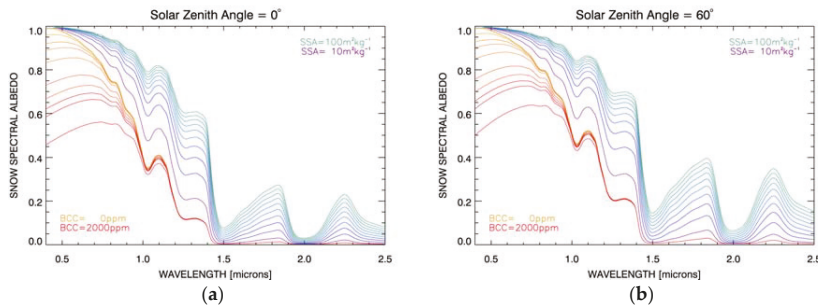 Solar Zenith Angle = 0°
SNOW SPECTRAL ALBEDO
1.0
0.8
0.6
0.4
0.2
0.0
SSA=100m²kg⁻¹
SSA= 10m²kg⁻¹
BCC= 0ppm
BCC=2000ppm
0.5 1.0 1.5 2.0 2.5
WAVELENGTH [microns]
(a)
Solar Zenith Angle = 60°
SNOW SPECTRAL ALBEDO
1.0
0.8
0.6
0.4
0.2
0.0
SSA=100m²kg⁻¹
SSA= 10m²kg⁻¹
BCC= 0ppm
BCC=2000ppm
0.5 1.0 1.5 2.0 2.5
WAVELENGTH [microns]
(b)